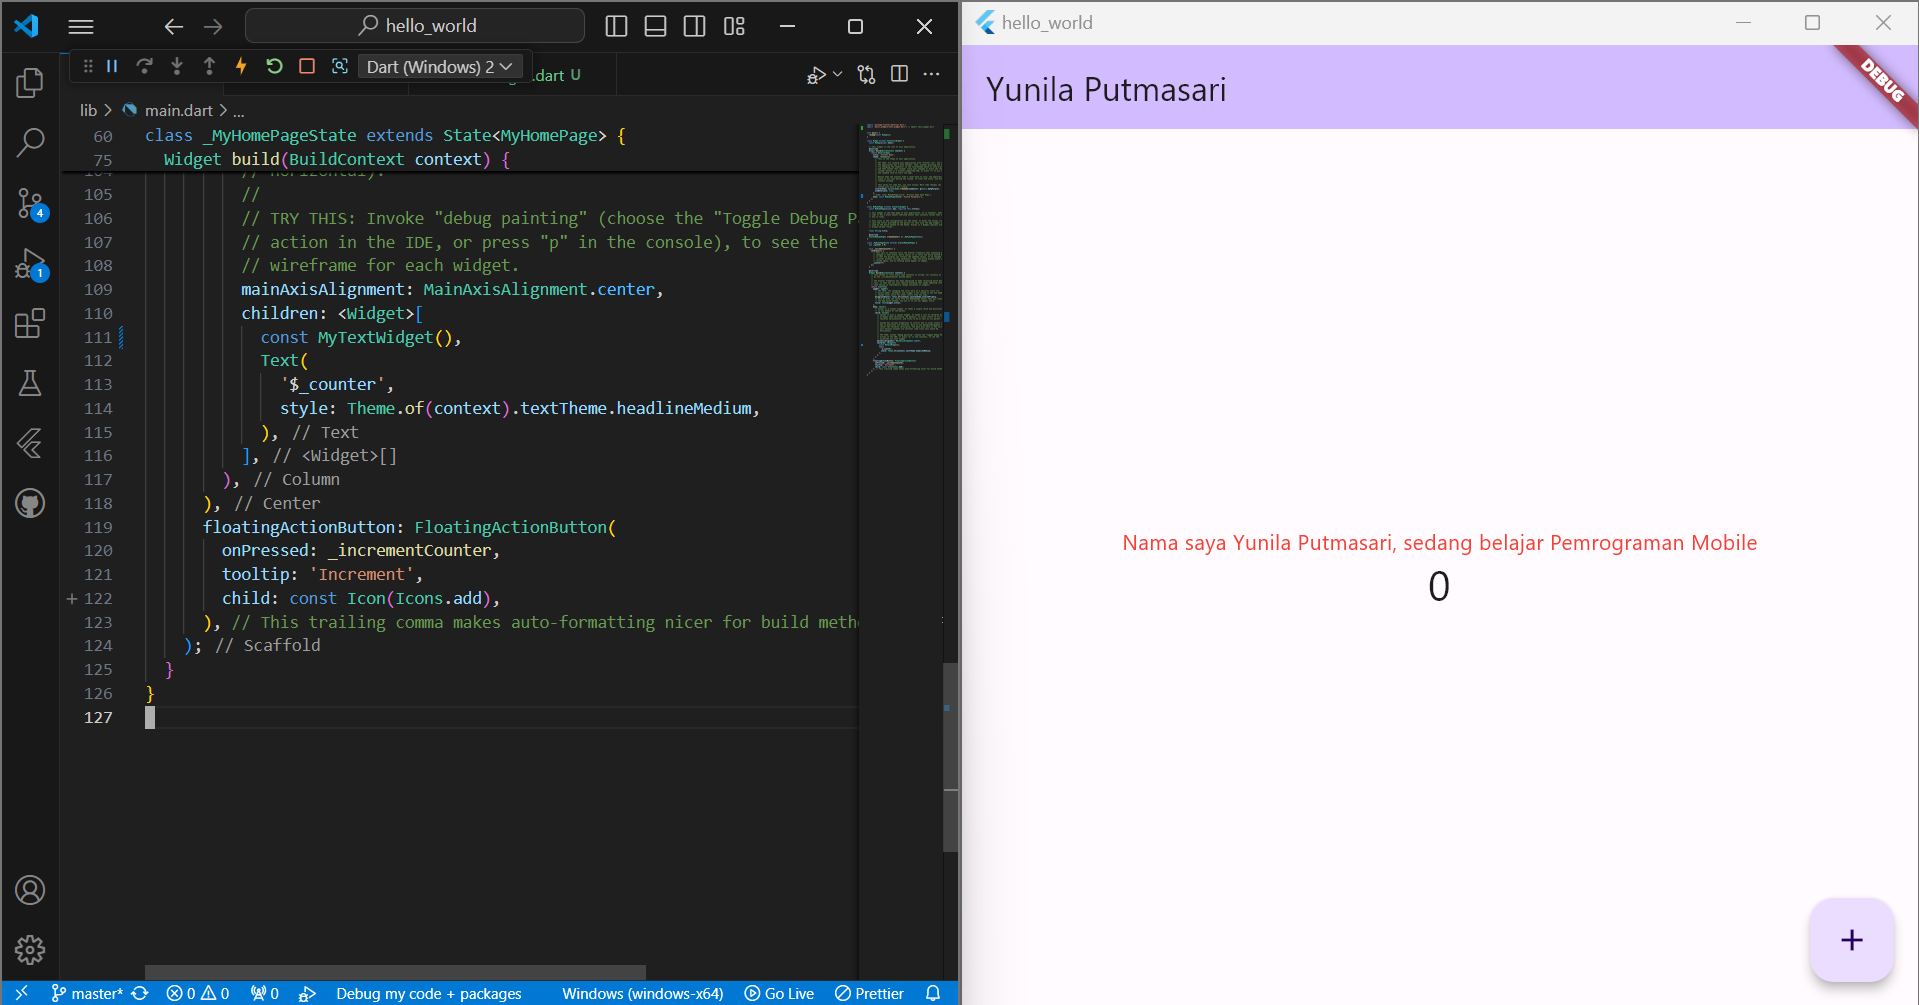 hello_world
Dart (Windows) 2
.dart U
lib > main.dart > ...
60 class _MyHomePageState extends State<MyHomePage> {
75 Widget build(BuildContext context) {
104 // horizontal).
105 //
106 // TRY THIS: Invoke "debug painting" (choose the "Toggle Debug P
107 // action in the IDE, or press "p" in the console), to see the
108 // wireframe for each widget.
109 mainAxisAlignment: MainAxisAlignment.center,
110 children: <Widget>[
111 const MyTextWidget(),
112 Text(
113 '$_counter',
114 style: Theme.of(context).textTheme.headlineMedium,
115 ), // Text
116 ], // <Widget>[]
117 ), // Column
118 ), // Center
119 floatingActionButton: FloatingActionButton(
120 onPressed: _incrementCounter,
121 tooltip: 'Increment',
122 child: const Icon(Icons.add),
123 ), // This trailing comma makes auto-formatting nicer for build meth
124 ); // Scaffold
125 }
126 }
127
4
1
master* 0 0 0 Debug my code + packages Windows (windows-x64) Go Live Prettier
hello_world
Yunila Putmasari
DEBUG
Nama saya Yunila Putmasari, sedang belajar Pemrograman Mobile
0
+